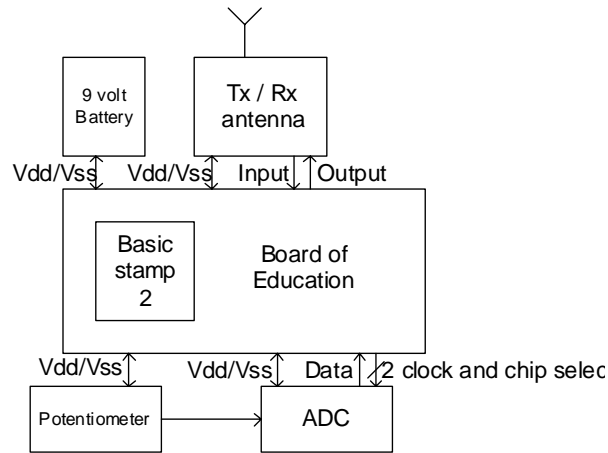 9 volt
Battery
Tx / Rx
antenna
Vdd/Vss
Vdd/Vss
Input
Output
Basic
stamp
2
Board of
Education
Vdd/Vss
Vdd/Vss
Data
2 clock and chip selec
Potentiometer
ADC